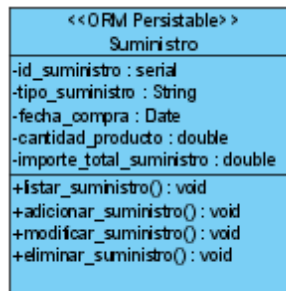 <<ORM Persistable>>
Suministro
-id_suministro : serial
-tipo_suministro : String
-fecha_compra : Date
-cantidad_producto : double
-importe_total_suministro : double
+listar_suministro() : void
+adicionar_suministro() : void
+modificar_suministro() : void
+eliminar_suministro() : void